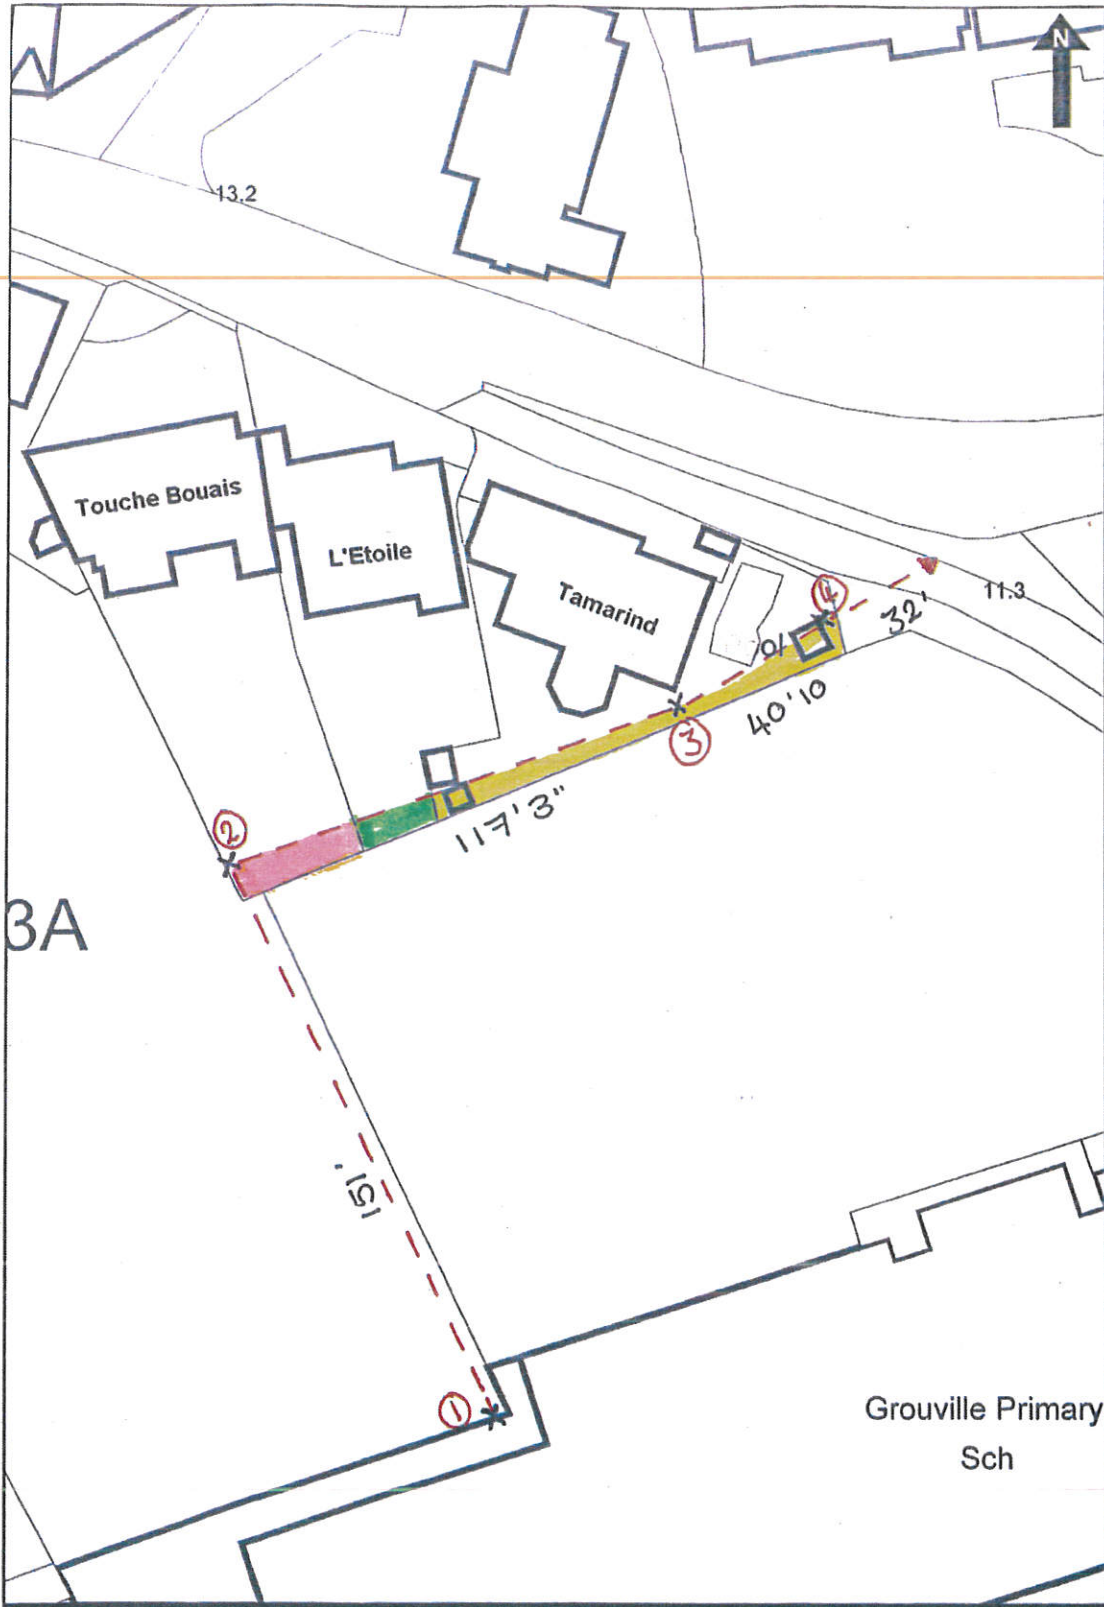 N
13.2
Touche Bouais
L'Etoile
Tamarind
4
11.3
32'
40'10
3
117'3"
2
3A
151'
1
Grouville Primary
Sch